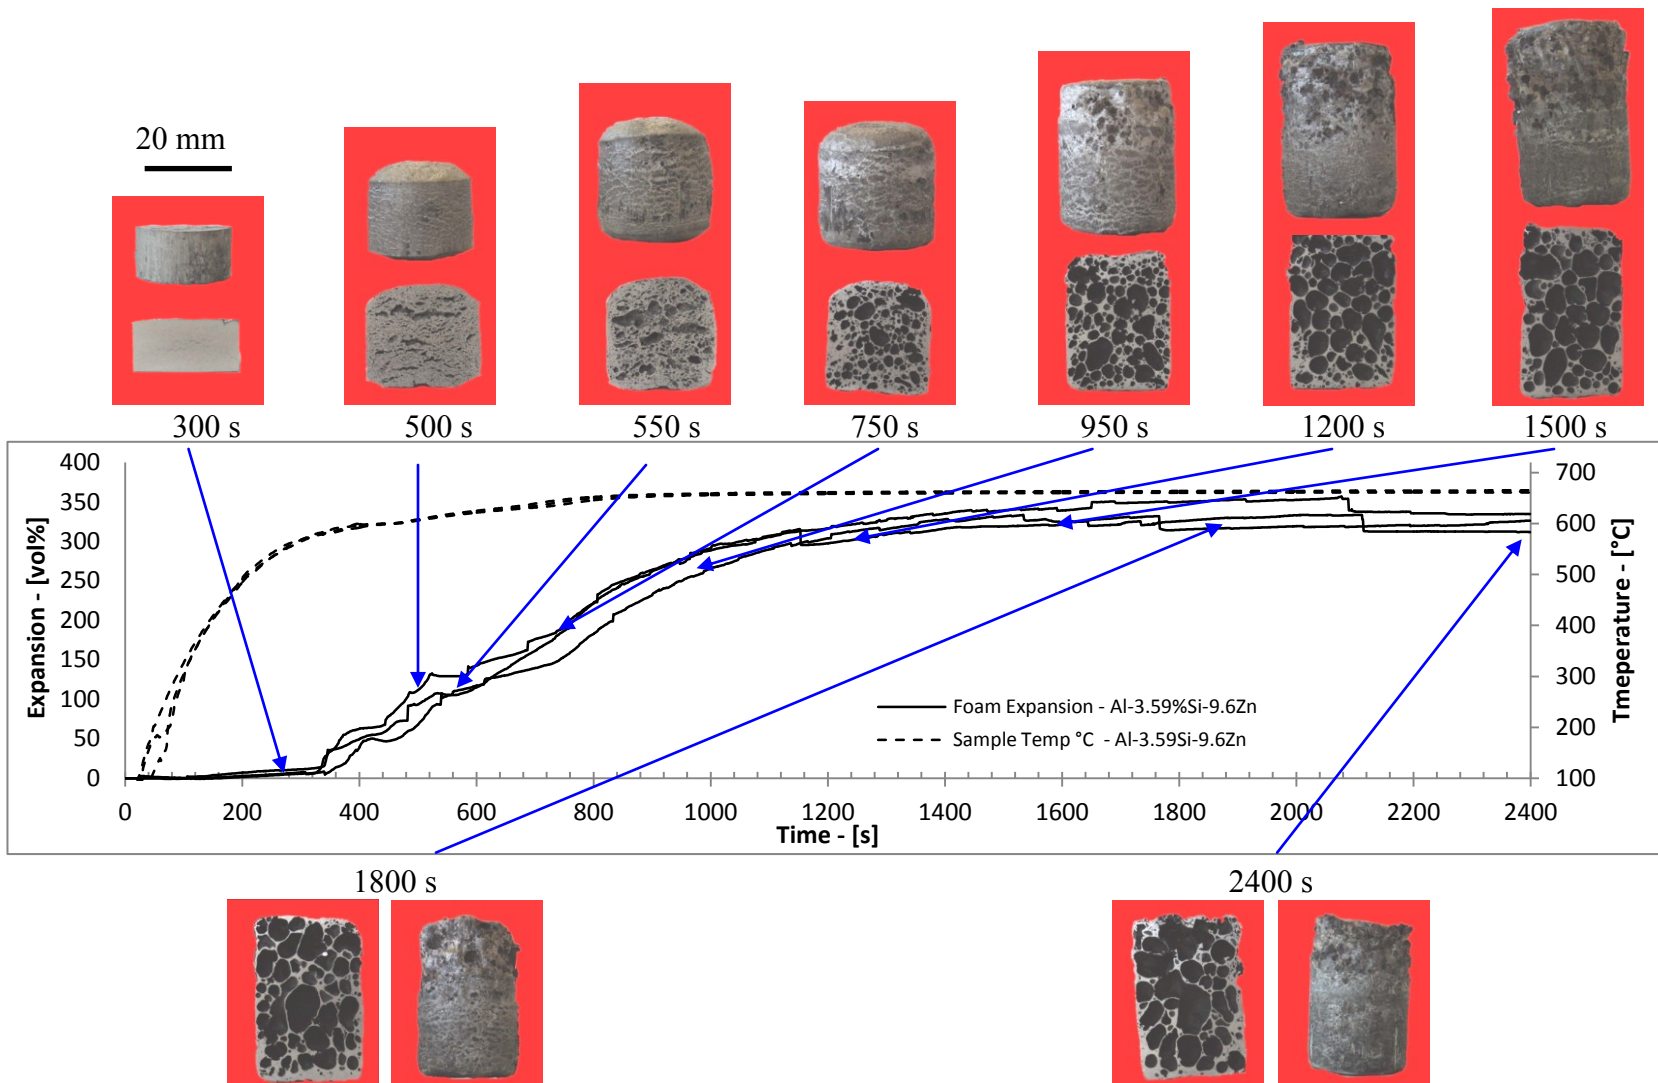 20 mm
300 s 500 s 550 s 750 s 950 s 1200 s 1500 s
Expansion - [vol%]
400
350
300
250
200
150
100
50
0
700
600
500
400
300
200
100
Tmeperature - [°C]
Foam Expansion - Al-3.59%Si-9.6Zn
Sample Temp °C - Al-3.59Si-9.6Zn
0 200 400 600 800 1000 1200 1400 1600 1800 2000 2200 2400
Time - [s]
1800 s 2400 s